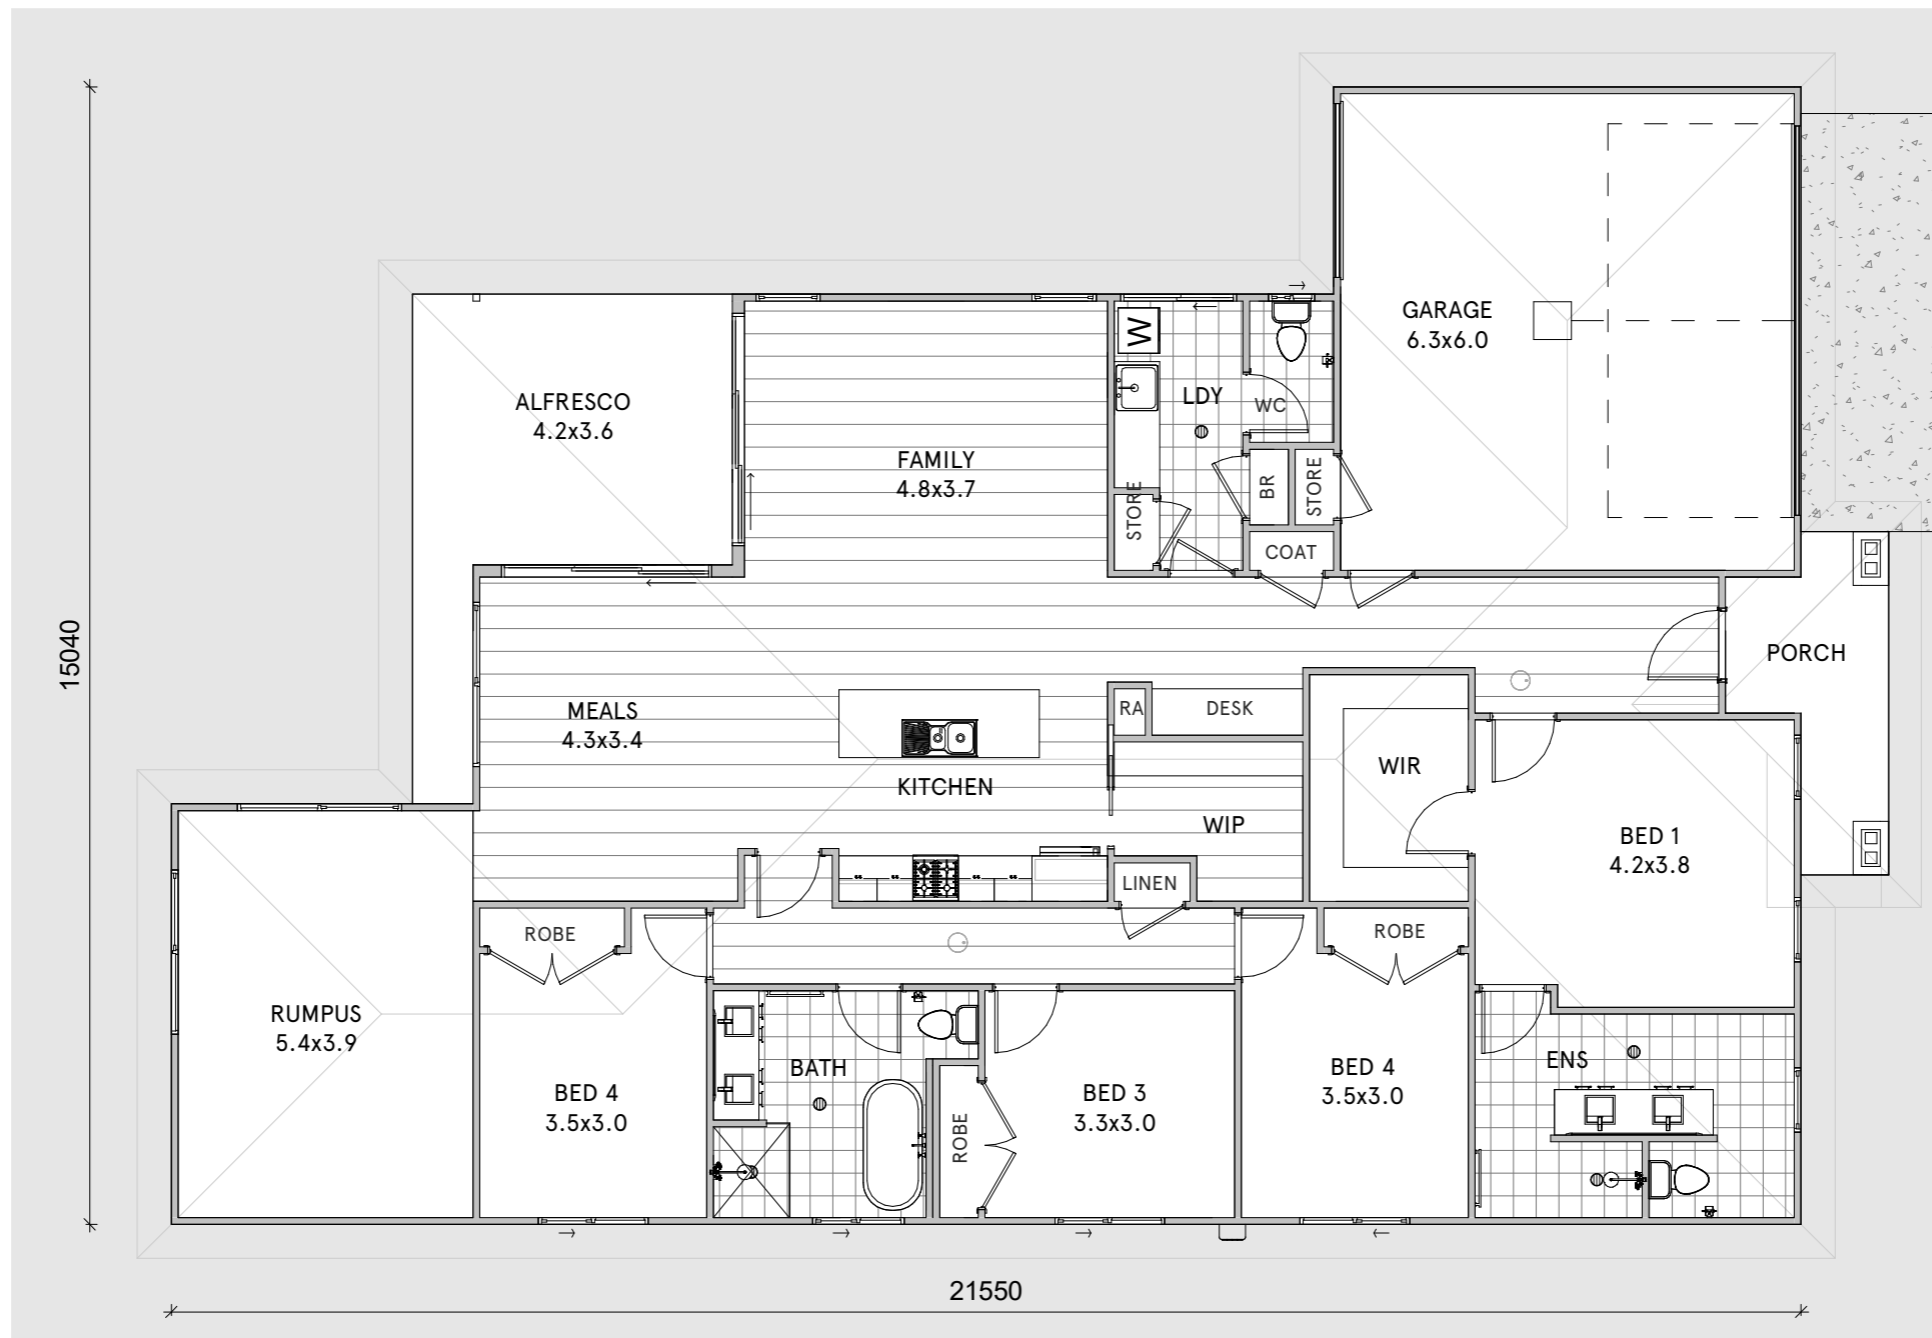 GARAGE
6.3x6.0
ALFRESCO
4.2x3.6
FAMILY
4.8x3.7
W
LDY
WC
STORE
BR
STORE
COAT
15040
PORCH
MEALS
4.3x3.4
KITCHEN
RA
DESK
WIP
WIR
BED 1
4.2x3.8
LINEN
ROBE
ROBE
RUMPUS
5.4x3.9
BED 4
3.5x3.0
BATH
ROBE
BED 3
3.3x3.0
BED 4
3.5x3.0
ENS
21550